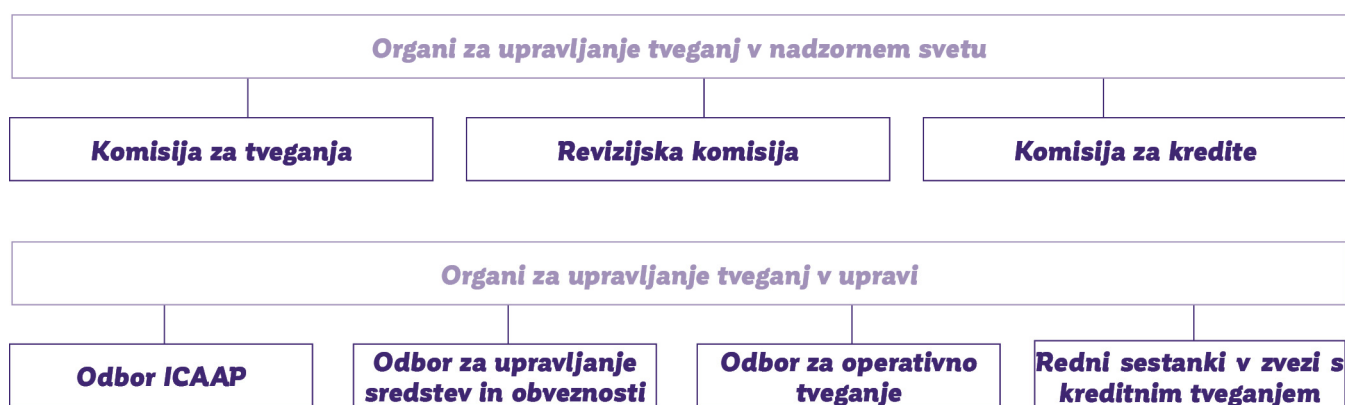 Organi za upravljanje tveganj v nadzornem svetu
Komisija za tveganja
Revizijska komisija
Komisija za kredite
Organi za upravljanje tveganj v upravi
Odbor ICAAP
Odbor za upravljanje
sredstev in obveznosti
Odbor za operativno
tveganje
Redni sestanki v zvezi s
kreditnim tveganjem